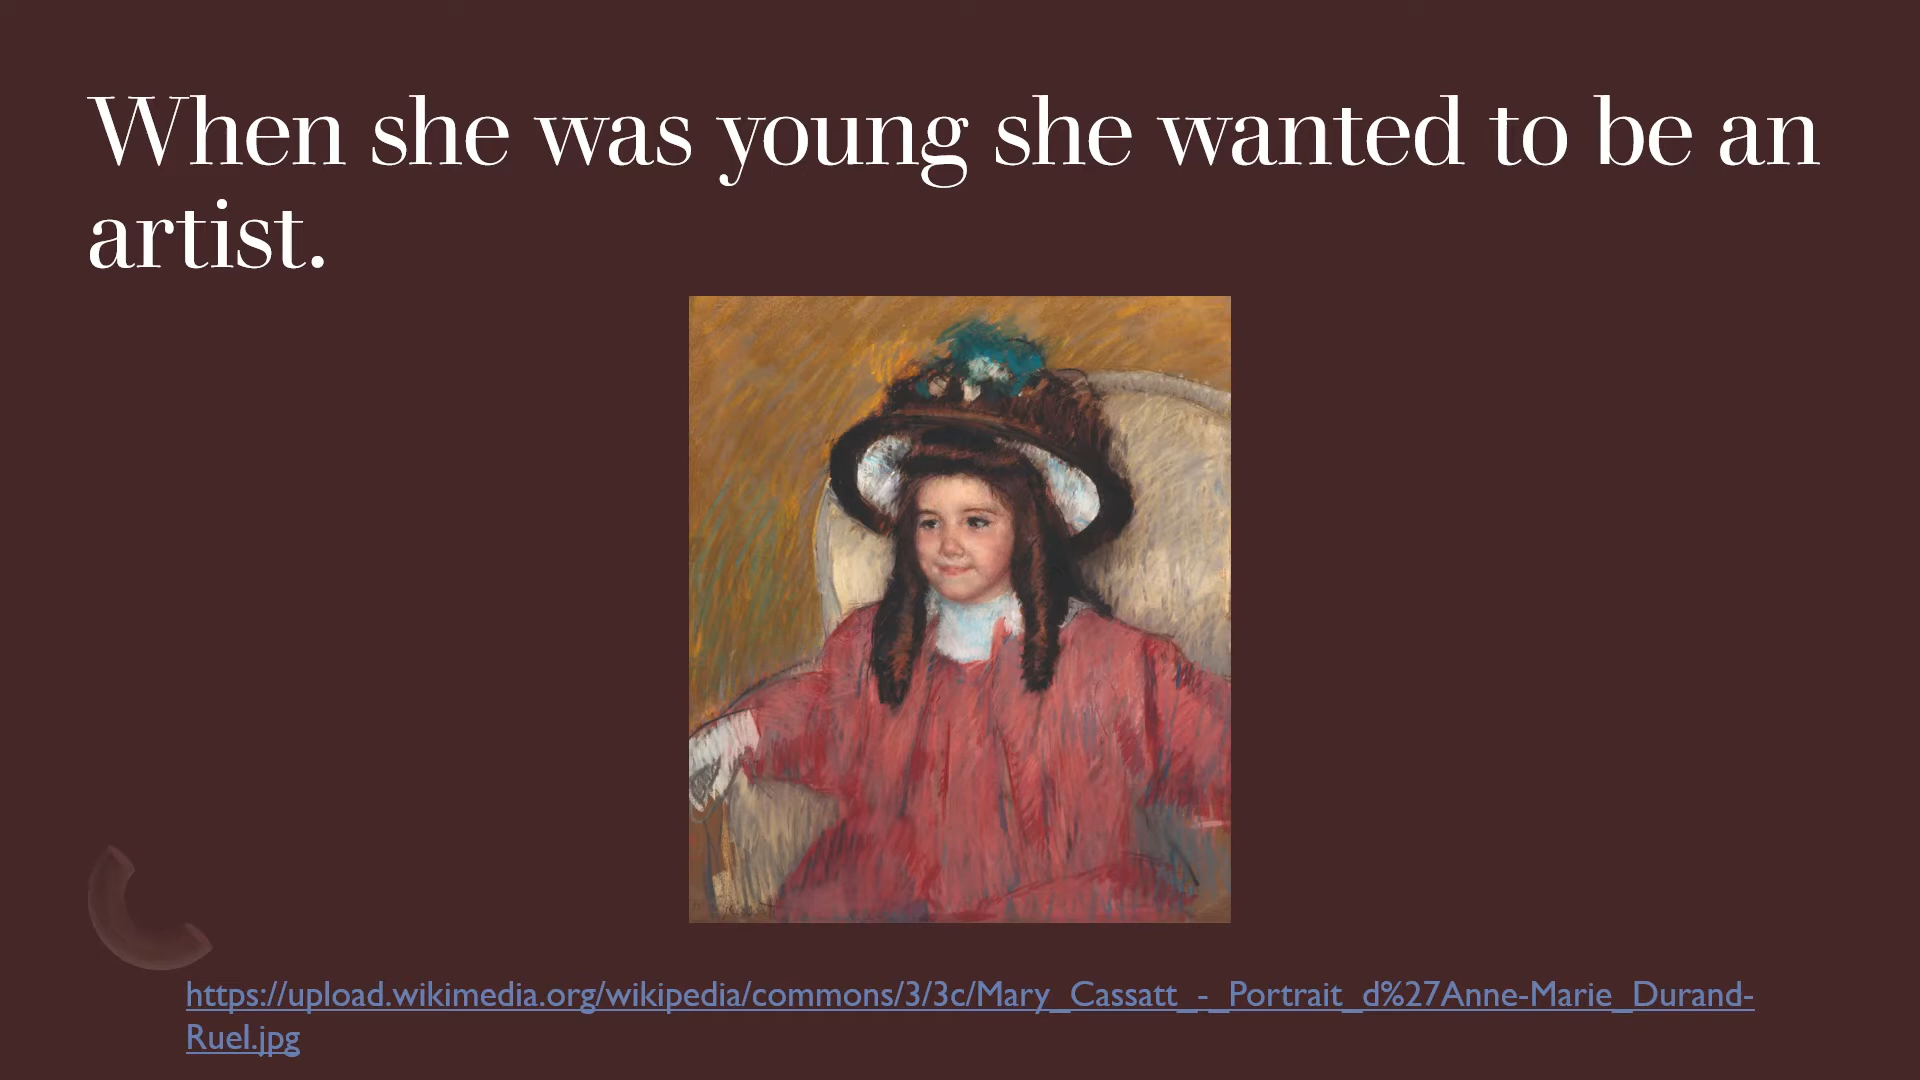 When she was young she wanted to be an
artist.
https://upload.wikimedia.org/wikipedia/commons/3/3c/Mary_Cassatt_-_Portrait_d%27Anne-Marie_Durand-
Ruel.jpg